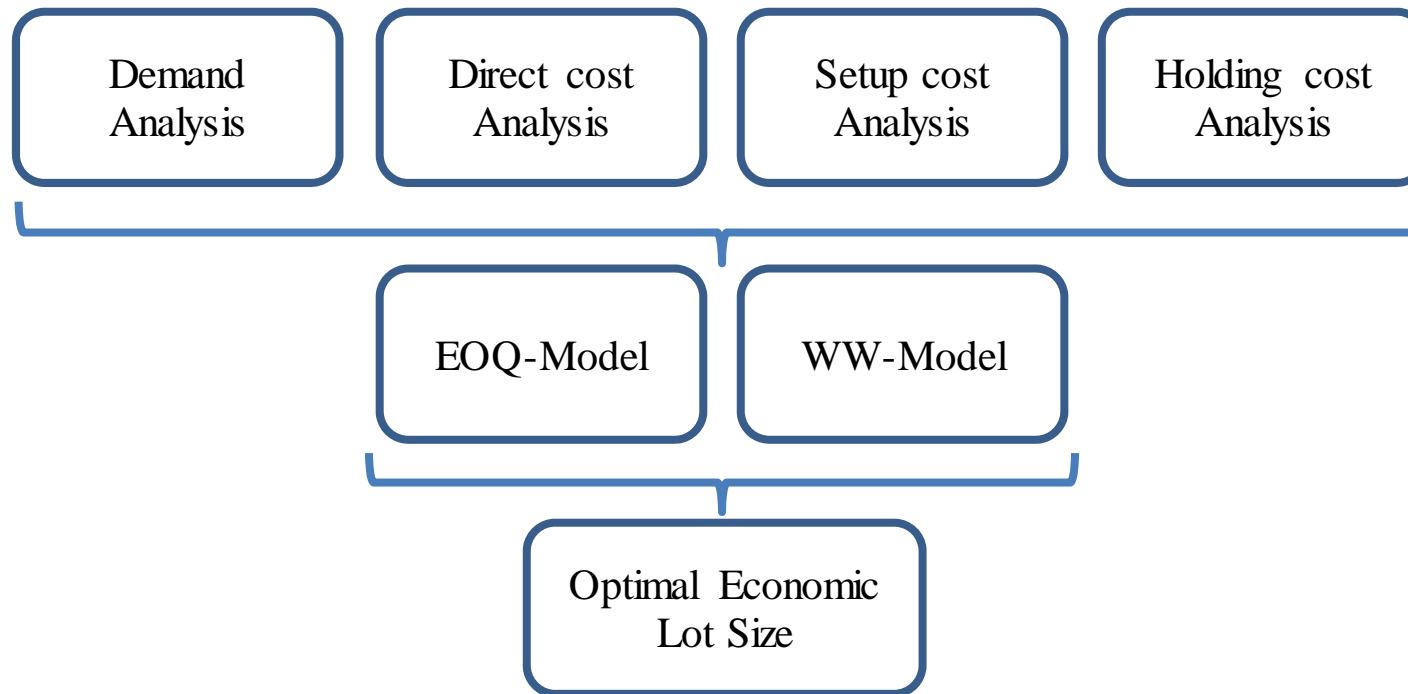 Demand
Analysis
Direct cost
Analysis
Setup cost
Analysis
Holding cost
Analysis
EOQ-Model
WW-Model
Optimal Economic
Lot Size